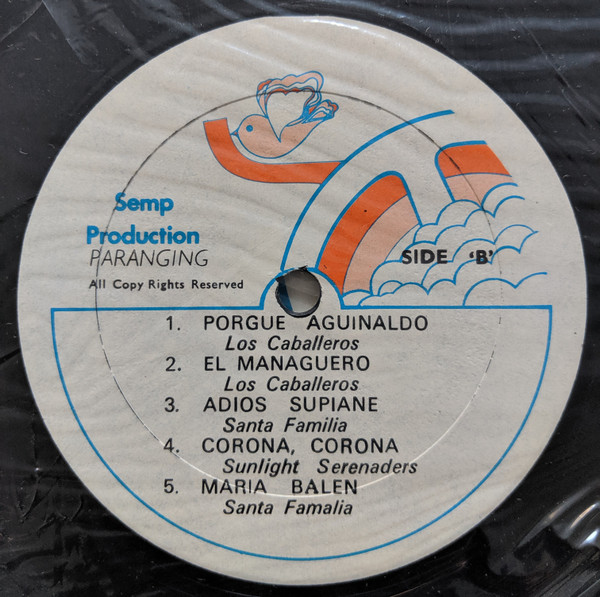 Semp
Production
PARANGING
All Copy Rights Reserved
SIDE 'B'
1. PORGUE AGUINALDO
Los Caballeros
2. EL MANAGUERO
Los Caballeros
3. ADIOS SUPIANE
Santa Familia
4. CORONA, CORONA
Sunlight Serenaders
5. MARIA BALEN
Santa Famalia